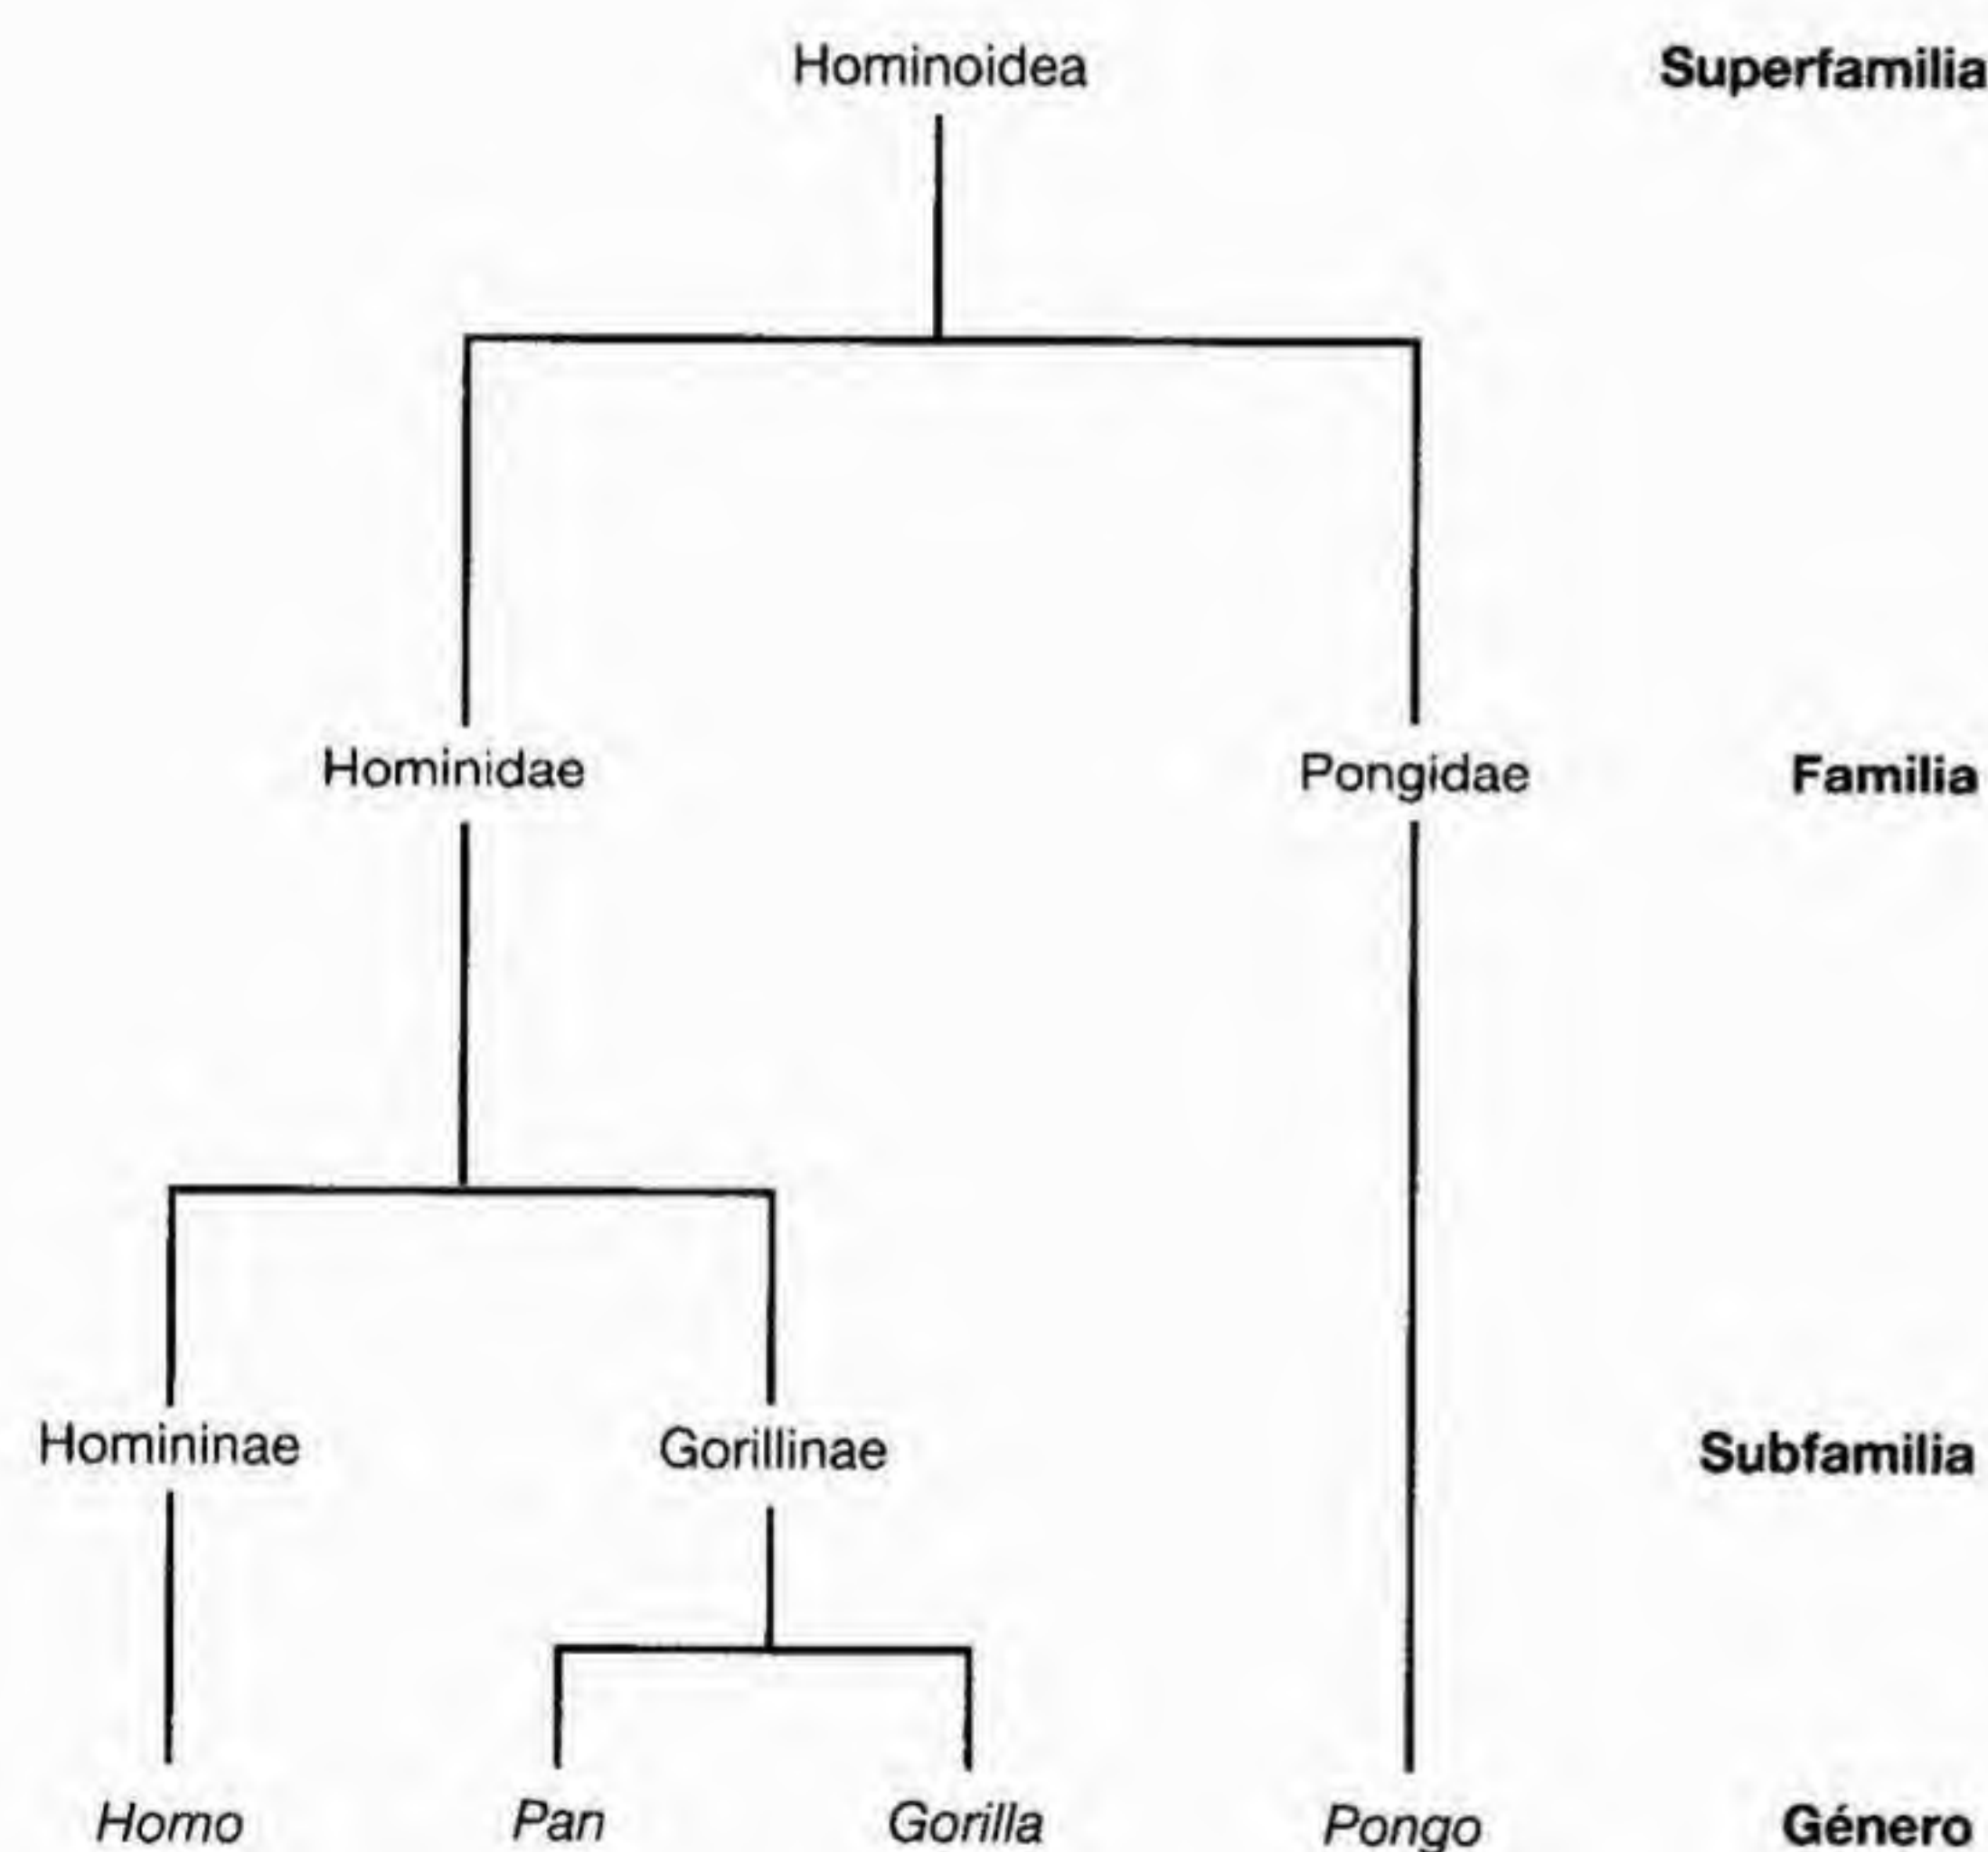 Hominoidea Superfamilia
Hominidae Pongidae Familia
Homininae Gorillinae Subfamilia
Homo Pan Gorilla Pongo Género